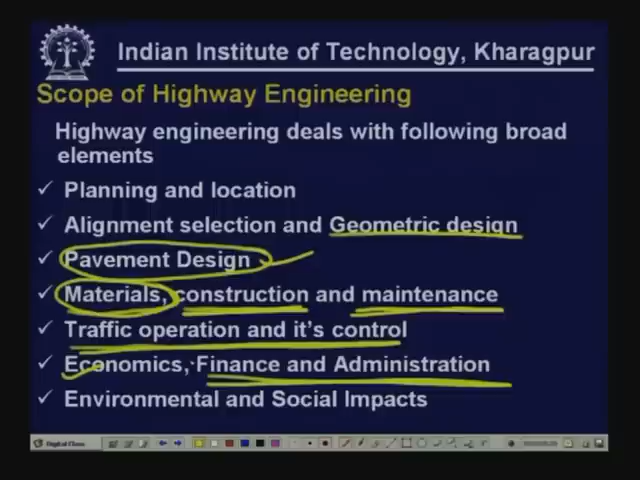 Indian Institute of Technology, Kharagpur
Scope of Highway Engineering
Highway engineering deals with following broad
elements
✓ Planning and location
✓ Alignment selection and Geometric design
✓ Pavement Design
✓ Materials, construction and maintenance
✓ Traffic operation and it's control
✓ Economics, Finance and Administration
✓ Environmental and Social Impacts
Digital Class